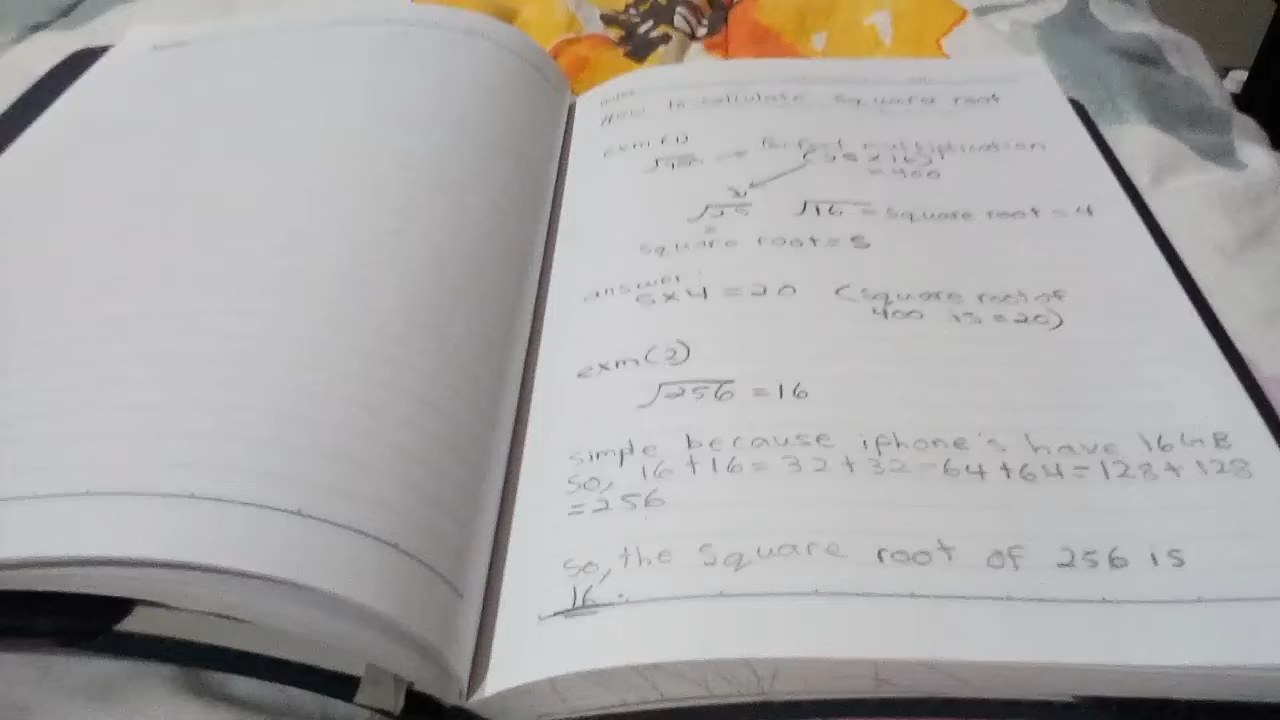 How to calculate square root
exm(1)
√400 Perfect multiplication
(25×16)
=400
√25 √16 = square root = 4
=
square root = 5
answer
5×4 = 20 (square root of
400 is = 20)
exm(2)
√256 = 16
simple because iphone's have 16GB
so, 16+16=32+32=64+64=128+128
=256
so, the square root of 256 is
16.